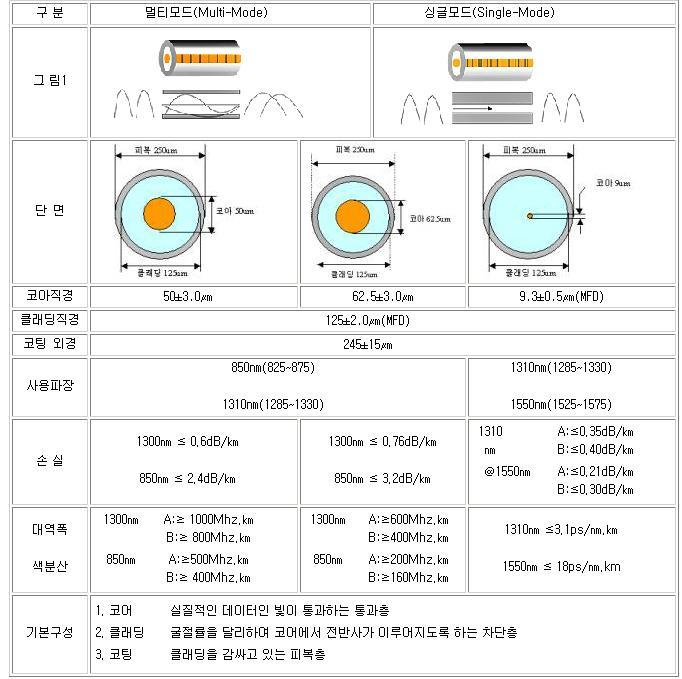 구 분 멀티모드(Multi-Mode) 싱글모드(Single-Mode)
그 림1
단 면
피복 250um
코아 50um
클래딩 125um
피복 250um
코아 62.5um
클래딩 125um
피복 250um
코아 9um
클래딩 125um
코아직경 50±3.0㎛ 62.5±3.0㎛ 9.3±0.5㎛(MFD)
클래딩직경 125±2.0㎛(MFD)
코팅 외경 245±15㎛
사용파장
850nm(825~875)
1310nm(1285~1330)
1310nm(1285~1330)
1550nm(1525~1575)
손 실
1300㎚ ≤ 0.6dB/㎞
850㎚ ≤ 2.4dB/㎞
1300㎚ ≤ 0.76dB/㎞
850㎚ ≤ 3.2dB/㎞
1310 A:≤0.35dB/㎞
nm B:≤0.40dB/㎞
@1550nm A:≤0.21dB/㎞
B:≤0.30dB/㎞
대역폭
색분산
1300㎚ A:≥ 1000Mhz.㎞
B:≥ 800Mhz.㎞
850㎚ A:≥500Mhz.㎞
B:≥ 400Mhz.㎞
1300㎚ A:≥600Mhz.㎞
B:≥400Mhz.㎞
850㎚ A:≥200Mhz.㎞
B:≥160Mhz.㎞
1310㎚ ≤3.1ps/㎚.㎞
1550㎚ ≤ 18ps/㎚.km
기본구성
1. 코어 실질적인 데이터인 빛이 통과하는 통과층
2. 클래딩 굴절률을 달리하여 코어에서 전반사가 이루어지도록 하는 차단층
3. 코팅 클래딩을 감싸고 있는 피복층